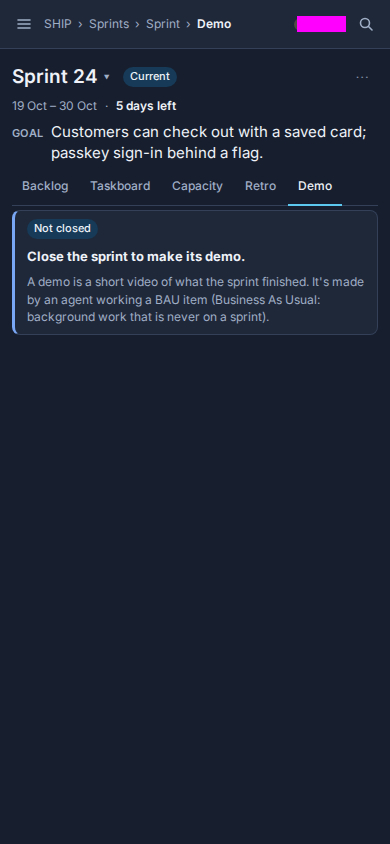 SHIP › Sprints › Sprint › Demo
Sprint 24 ▾ Current ...
19 Oct – 30 Oct · 5 days left
GOAL Customers can check out with a saved card;
passkey sign-in behind a flag.
Backlog Taskboard Capacity Retro Demo
Not closed
Close the sprint to make its demo.
A demo is a short video of what the sprint finished. It's made
by an agent working a BAU item (Business As Usual:
background work that is never on a sprint).